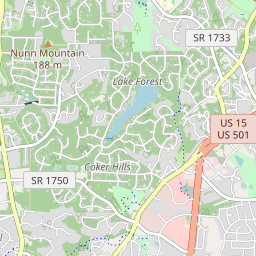 SR 1733
Nunn Mountain
188 m
Lake Forest
US 15
US 501
Coker Hills
SR 1750